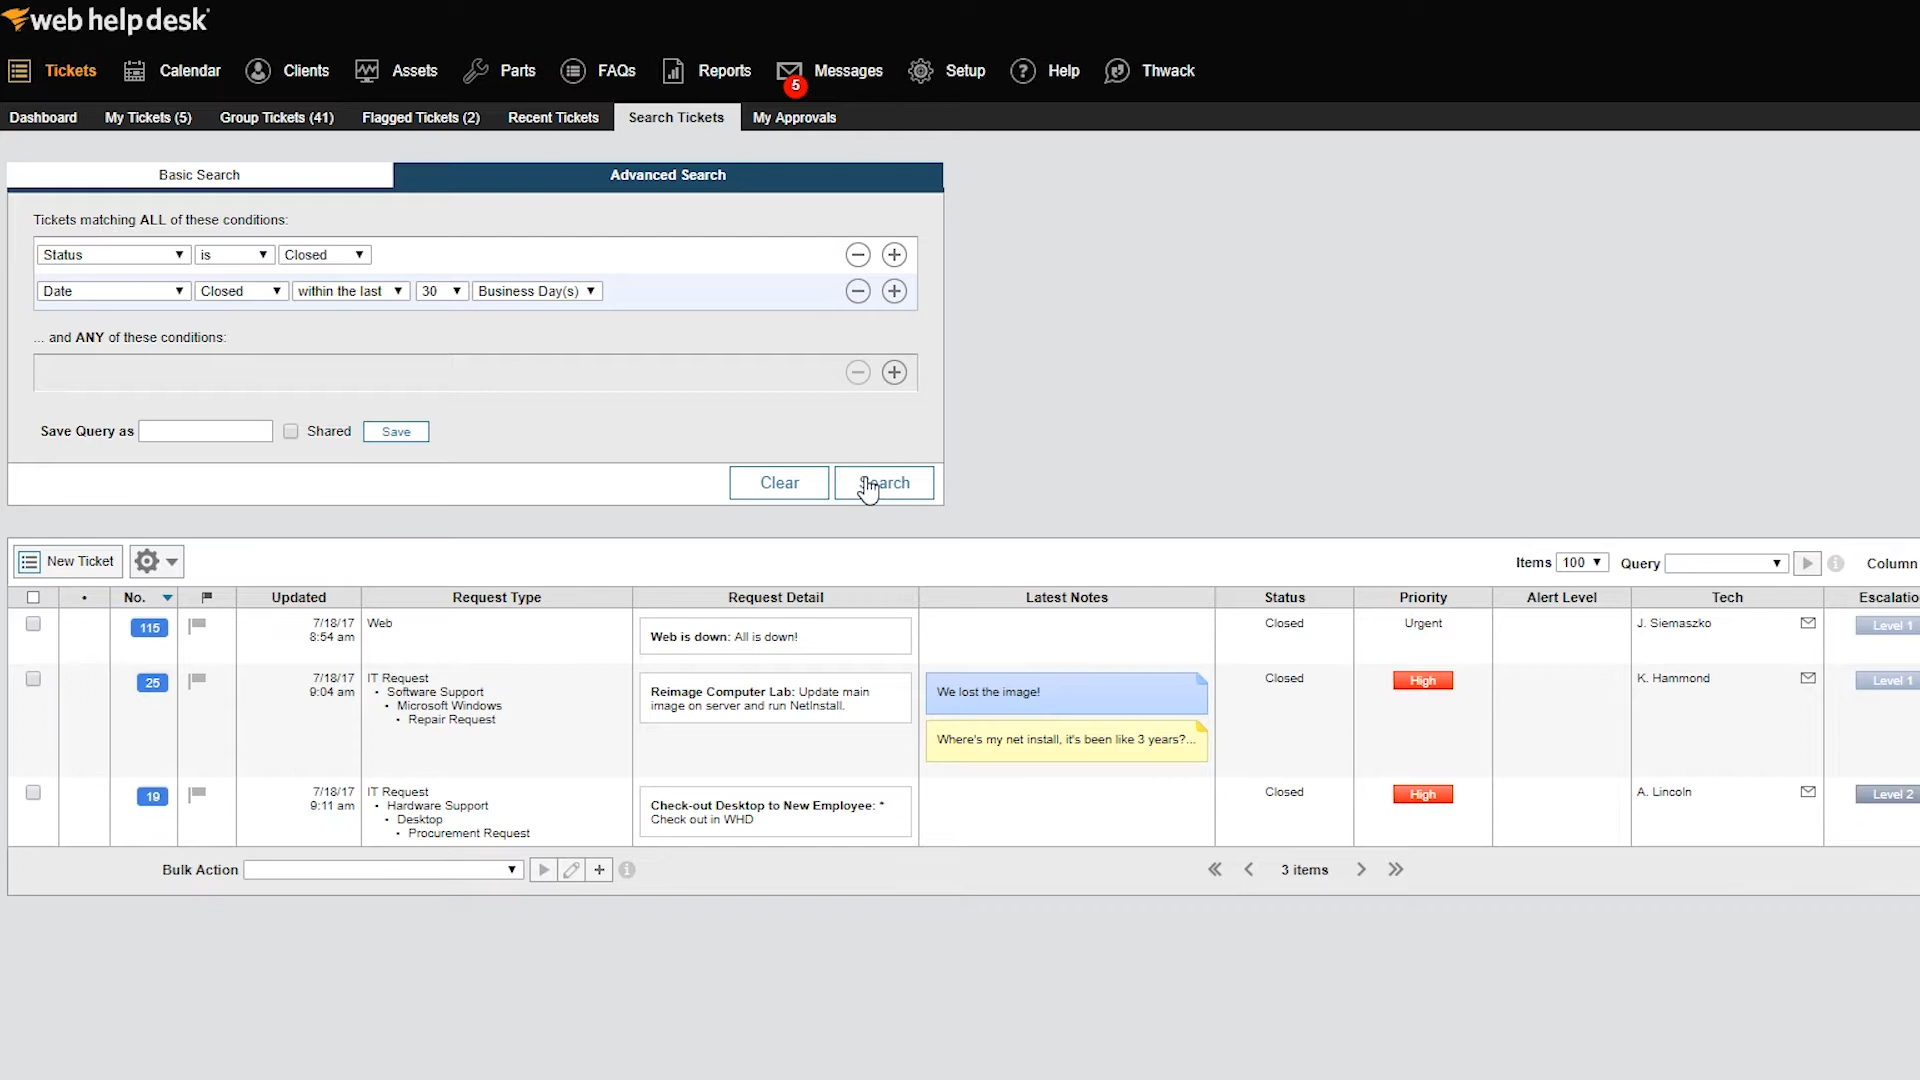 web help desk
Tickets Calendar Clients Assets Parts FAQs Reports Messages 5 Setup Help Thwack
Dashboard My Tickets (5) Group Tickets (41) Flagged Tickets (2) Recent Tickets Search Tickets My Approvals
Basic Search Advanced Search
Tickets matching ALL of these conditions:
Status is Closed
Date Closed within the last 30 Business Day(s)
... and ANY of these conditions:
Save Query as Shared Save
Clear Search
New Ticket Items 100 Query Column
No. Updated Request Type Request Detail Latest Notes Status Priority Alert Level Tech Escalatio
115 7/18/17 Web Web is down: All is down! Closed Urgent J. Siemaszko Level 1
8:54 am
25 7/18/17 IT Request Reimage Computer Lab: Update main We lost the image! Closed High K. Hammond Level 1
9:04 am • Software Support image on server and run NetInstall.
• Microsoft Windows
• Repair Request
Where's my net install, it's been like 3 years?...
19 7/18/17 IT Request Check-out Desktop to New Employee: * Closed High A. Lincoln Level 2
9:11 am • Hardware Support Check out in WHD
• Desktop
• Procurement Request
Bulk Action 3 items